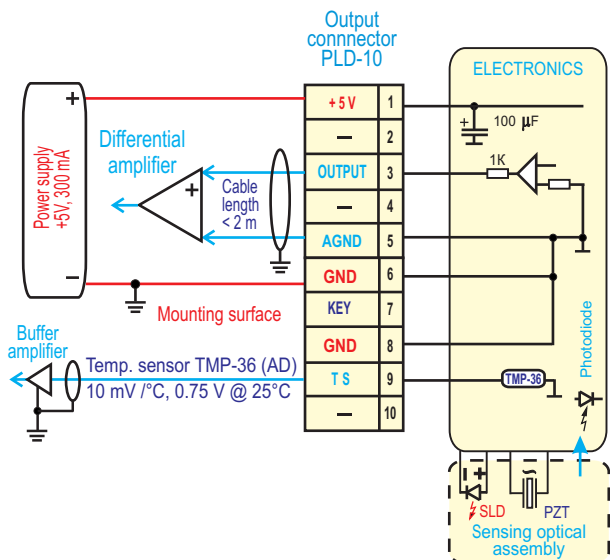 Output
connnector
PLD-10
ELECTRONICS
Power supply
+5V, 300 mA
+
−
Differential
amplifier
+
Cable
length
< 2 m
+ 5 V 1
— 2
OUTPUT 3
— 4
AGND 5
GND 6
KEY 7
GND 8
T S 9
— 10
+
100 µF
1K
Mounting surface
Buffer
amplifier
Temp. sensor TMP-36 (AD)
10 mV /°C, 0.75 V @ 25°C
TMP-36
Photodiode
− +
~
SLD
PZT
Sensing optical
assembly